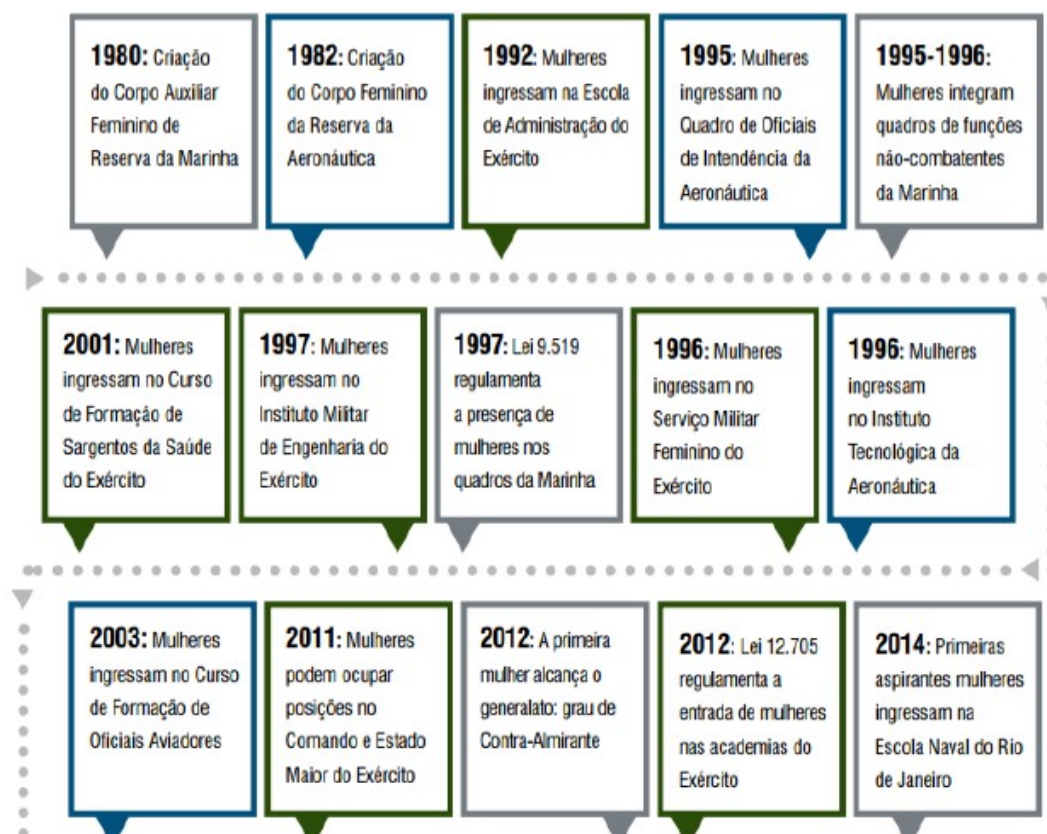 1980: Criação
do Corpo Auxiliar
Feminino de
Reserva da Marinha
1982: Criação
do Corpo Feminino
da Reserva da
Aeronáutica
1992: Mulheres
ingressam na Escola
de Administração do
Exército
1995: Mulheres
ingressam no
Quadro de Oficiais
de Intendência da
Aeronáutica
1995-1996:
Mulheres integram
quadros de funções
não-combatentes
da Marinha
2001: Mulheres
ingressam no Curso
de Formação de
Sargentos da Saúde
do Exército
1997: Mulheres
ingressam no
Instituto Militar
de Engenharia do
Exército
1997: Lei 9.519
regulamenta
a presença de
mulheres nos
quadros da Marinha
1996: Mulheres
ingressam no
Serviço Militar
Feminino do
Exército
1996: Mulheres
ingressam
no Instituto
Tecnológica da
Aeronáutica
2003: Mulheres
ingressam no Curso
de Formação de
Oficiais Aviadores
2011: Mulheres
podem ocupar
posições no
Comando e Estado
Maior do Exército
2012: A primeira
mulher alcança o
generalato: grau de
Contra-Almirante
2012: Lei 12.705
regulamenta a
entrada de mulheres
nas academias do
Exército
2014: Primeiras
aspirantes mulheres
ingressam na
Escola Naval do Rio
de Janeiro